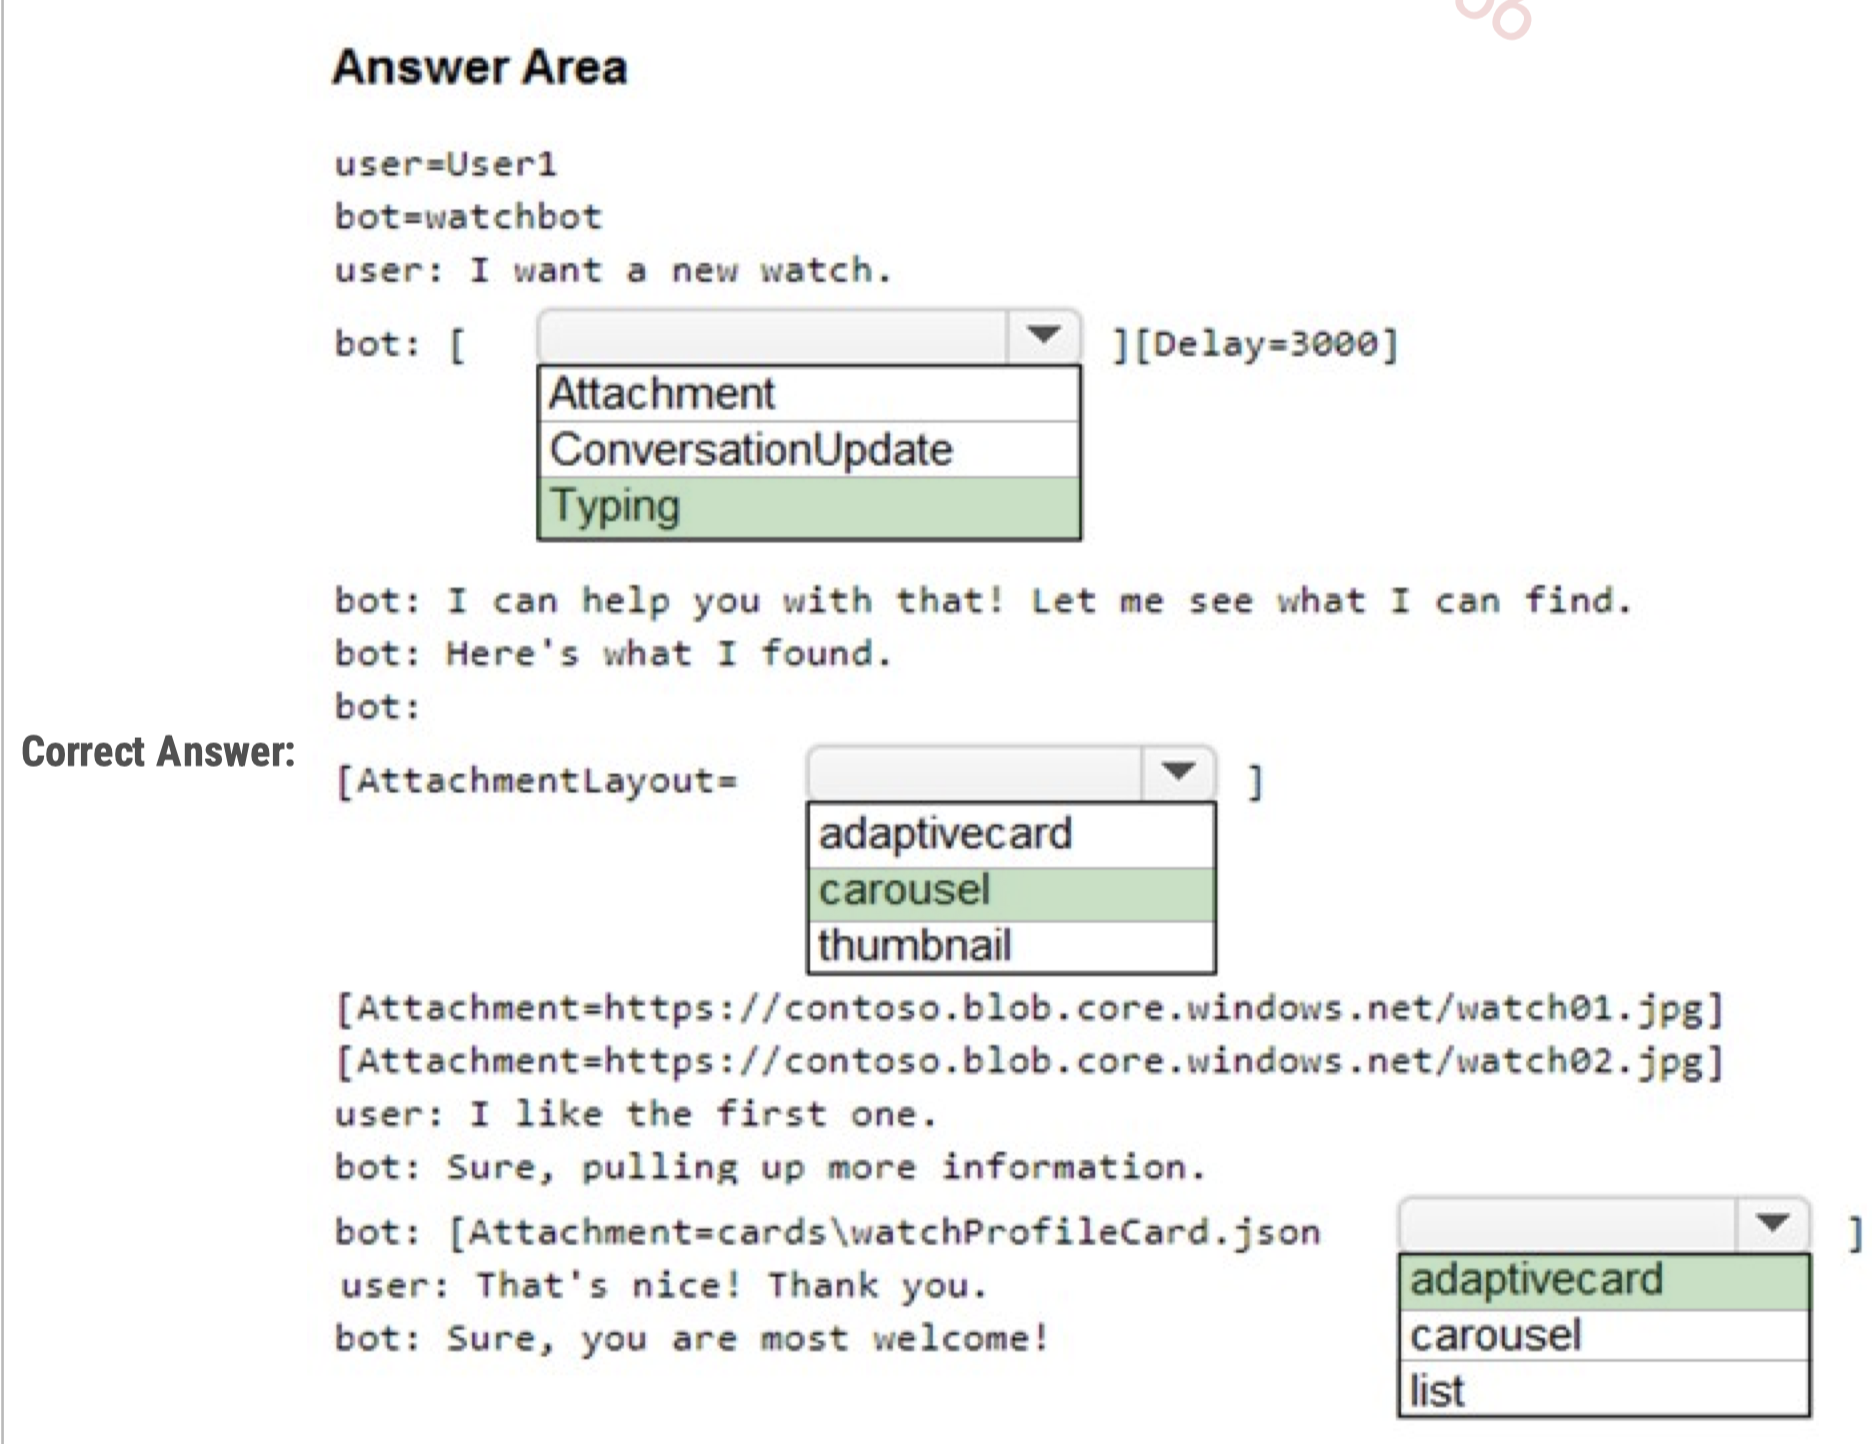 Answer Area
user=User1
bot=watchbot
user: I want a new watch.
bot: [ ][Delay=3000]
Attachment
ConversationUpdate
Typing
bot: I can help you with that! Let me see what I can find.
bot: Here's what I found.
bot:
Correct Answer:
[AttachmentLayout= ]
adaptivecard
carousel
thumbnail
[Attachment=https://contoso.blob.core.windows.net/watch01.jpg]
[Attachment=https://contoso.blob.core.windows.net/watch02.jpg]
user: I like the first one.
bot: Sure, pulling up more information.
bot: [Attachment=cards\watchProfileCard.json ]
adaptivecard
carousel
list
user: That's nice! Thank you.
bot: Sure, you are most welcome!